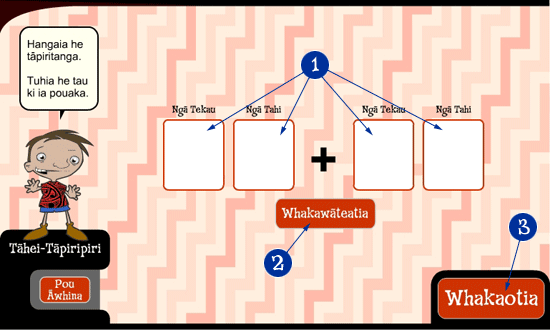 Hangaia he
tāpiritanga.
Tuhia he tau
ki ia pouaka.
1
Ngā Tekau
Ngā Tahi
Ngā Tekau
Ngā Tahi
+
Whakawāteatia
2
3
Tāhei-Tāpiripiri
Pou
Āwhina
Whakaotia